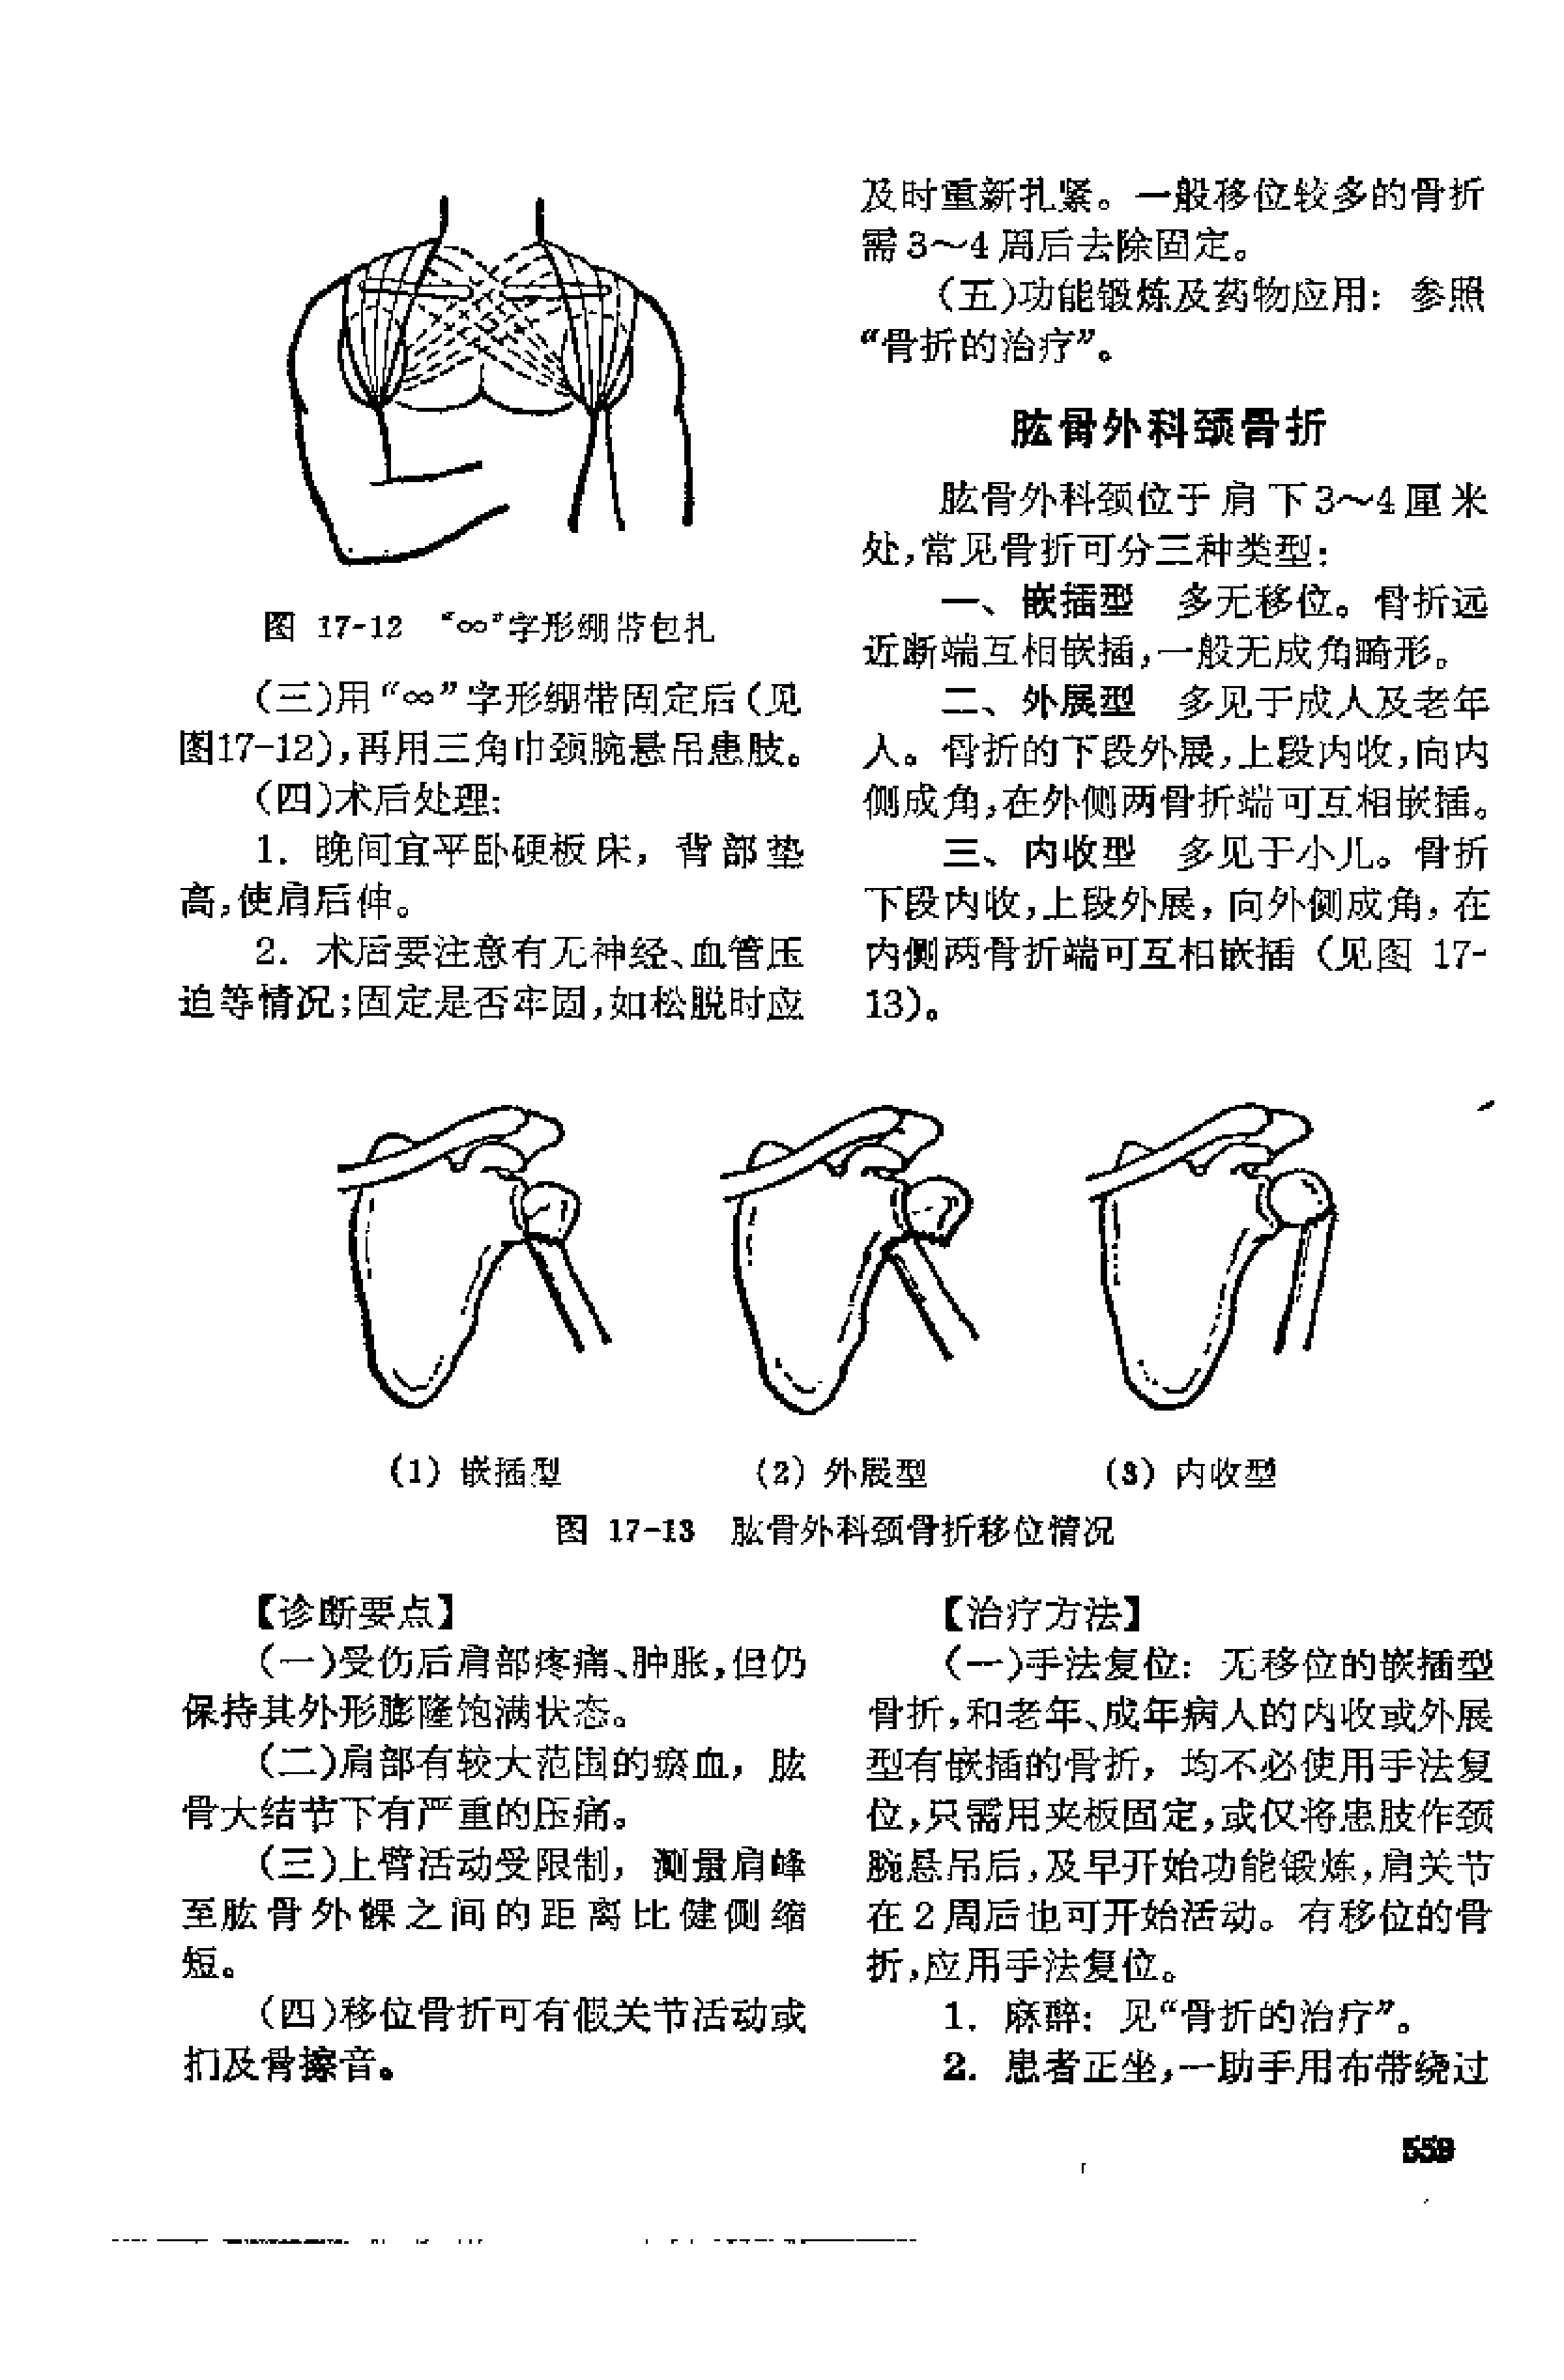 图 17-12 “∞”字形绷带包扎
(三)用“∞”字形绷带固定后(见
图17-12),再用三角巾颈腕悬吊患肢。
(四)术后处理:
1. 晚间宜平卧硬板床，背部垫
高,使肩后伸。
2. 术后要注意有无神经、血管压
迫等情况;固定是否牢固,如松脱时应
及时重新扎紧。一般移位较多的骨折
需3～4周后去除固定。
(五)功能锻炼及药物应用: 参照
“骨折的治疗”。
肱骨外科颈骨折
肱骨外科颈位于肩下3～4厘米
处,常见骨折可分三种类型:
一、嵌插型 多无移位。骨折远
近断端互相嵌插,一般无成角畸形。
二、外展型 多见于成人及老年
人。骨折的下段外展,上段内收,向内
侧成角,在外侧两骨折端可互相嵌插。
三、内收型 多见于小儿。骨折
下段内收,上段外展，向外侧成角，在
内侧两骨折端可互相嵌插(见图 17-
13)。
(1) 嵌插型 (2) 外展型 (3) 内收型
图 17-13 肱骨外科颈骨折移位情况
【诊断要点】
(一)受伤后肩部疼痛、肿胀,但仍
保持其外形膨隆饱满状态。
(二)肩部有较大范围的瘀血，肱
骨大结节下有严重的压痛。
(三)上臂活动受限制，测量肩峰
至肱骨外髁之间的距离比健侧缩
短。
(四)移位骨折可有假关节活动或
扪及骨擦音。
【治疗方法】
(一)手法复位: 无移位的嵌插型
骨折,和老年、成年病人的内收或外展
型有嵌插的骨折，均不必使用手法复
位,只需用夹板固定,或仅将患肢作颈
腕悬吊后,及早开始功能锻炼,肩关节
在2周后也可开始活动。有移位的骨
折,应用手法复位。
1. 麻醉: 见“骨折的治疗”。
2. 患者正坐,一助手用布带绕过
559